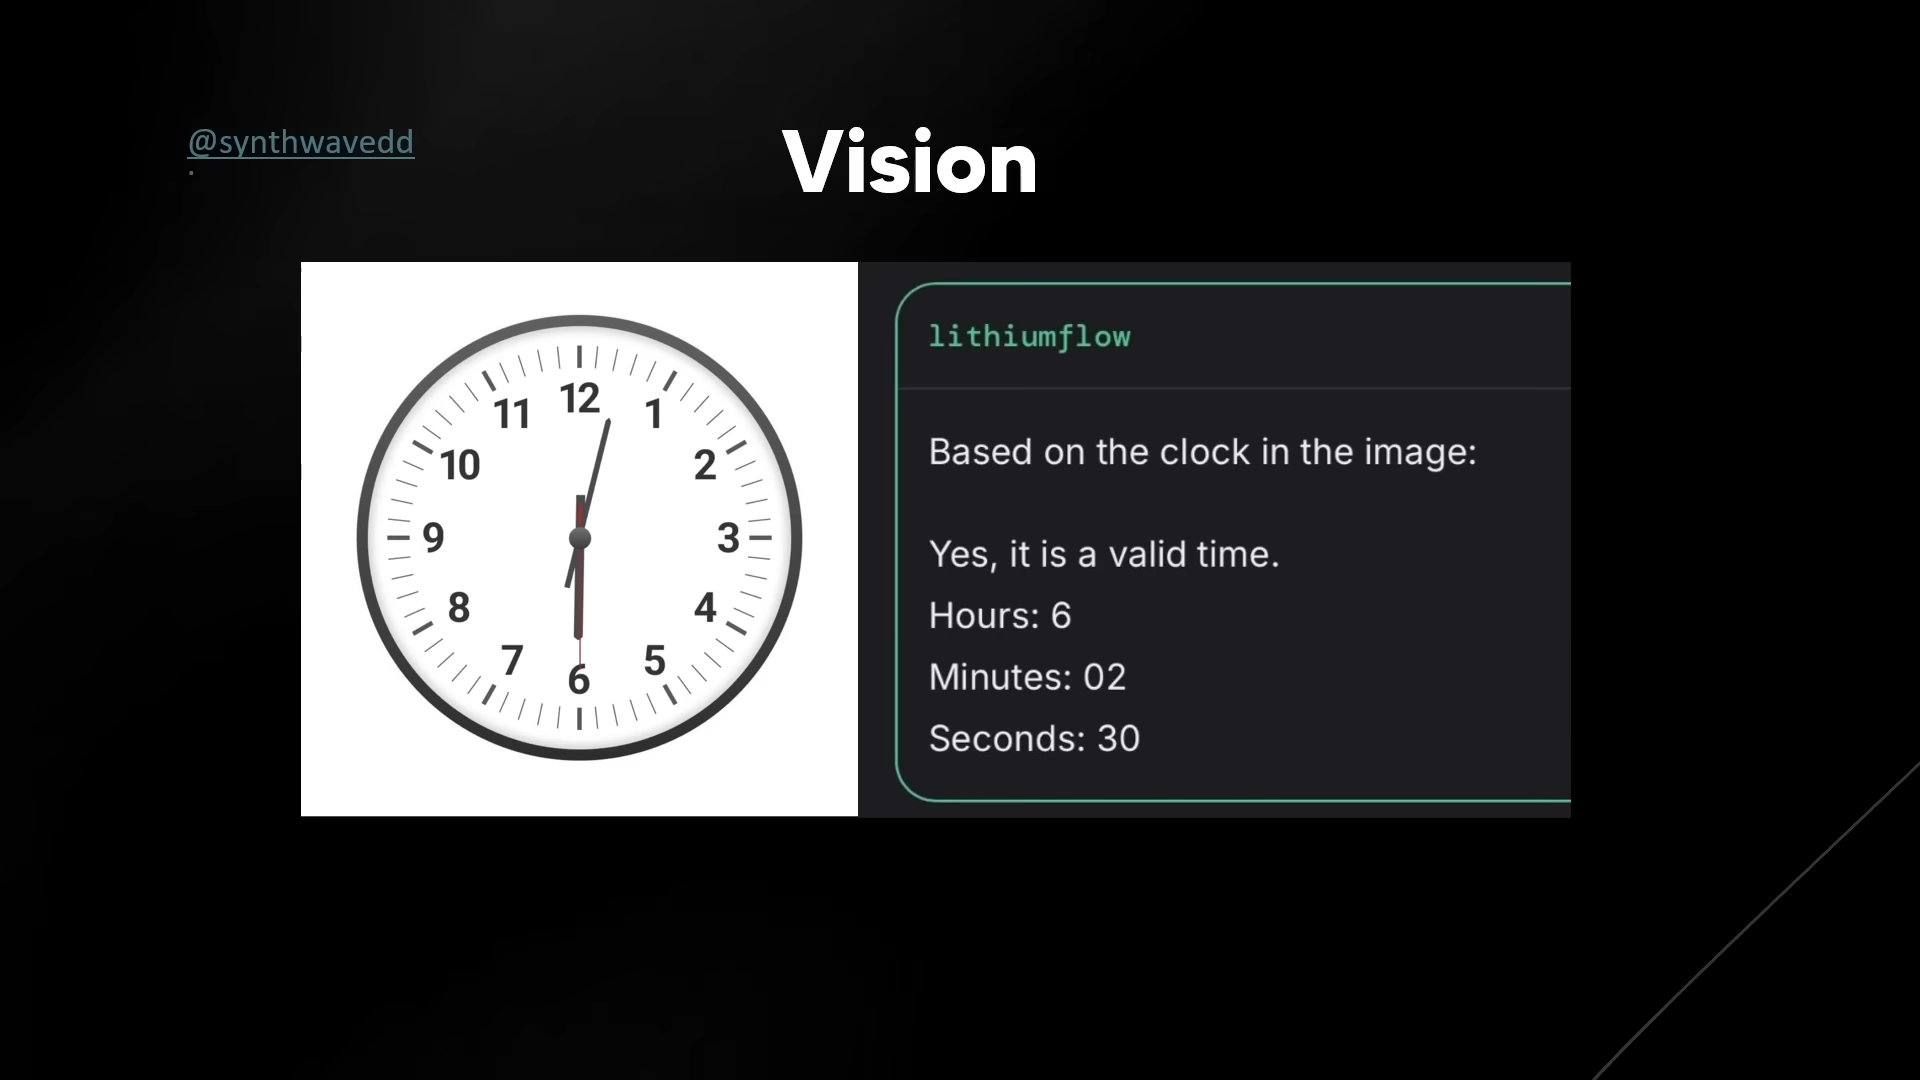 @synthwavedd
.
Vision
12
11
1
10
2
9
3
8
4
7
5
6
lithiumflow
Based on the clock in the image:
Yes, it is a valid time.
Hours: 6
Minutes: 02
Seconds: 30